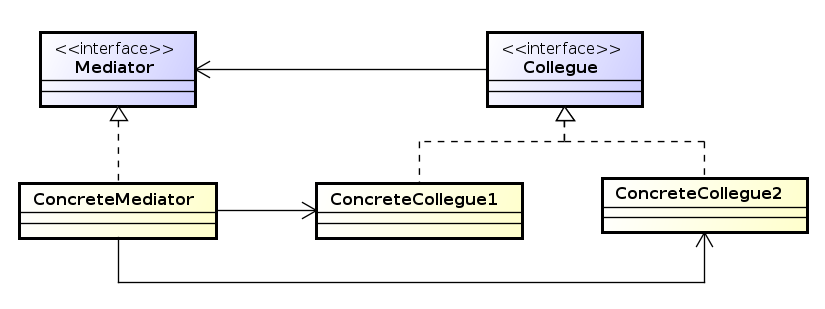 <<interface>>
Mediator
<<interface>>
Collegue
ConcreteMediator
ConcreteCollegue1
ConcreteCollegue2